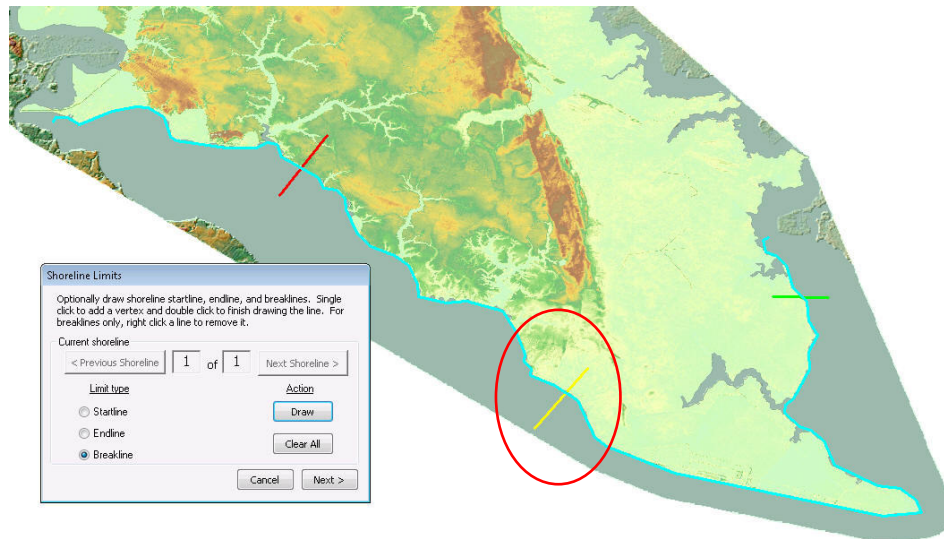 Shoreline Limits
Optionally draw shoreline startline, endline, and breaklines. Single
click to add a vertex and double click to finish drawing the line. For
breaklines only, right click a line to remove it.
Current shoreline
< Previous Shoreline 1 of 1 Next Shoreline >
Limit type Action
Startline Draw
Endline
Clear All
Breakline
Cancel Next >